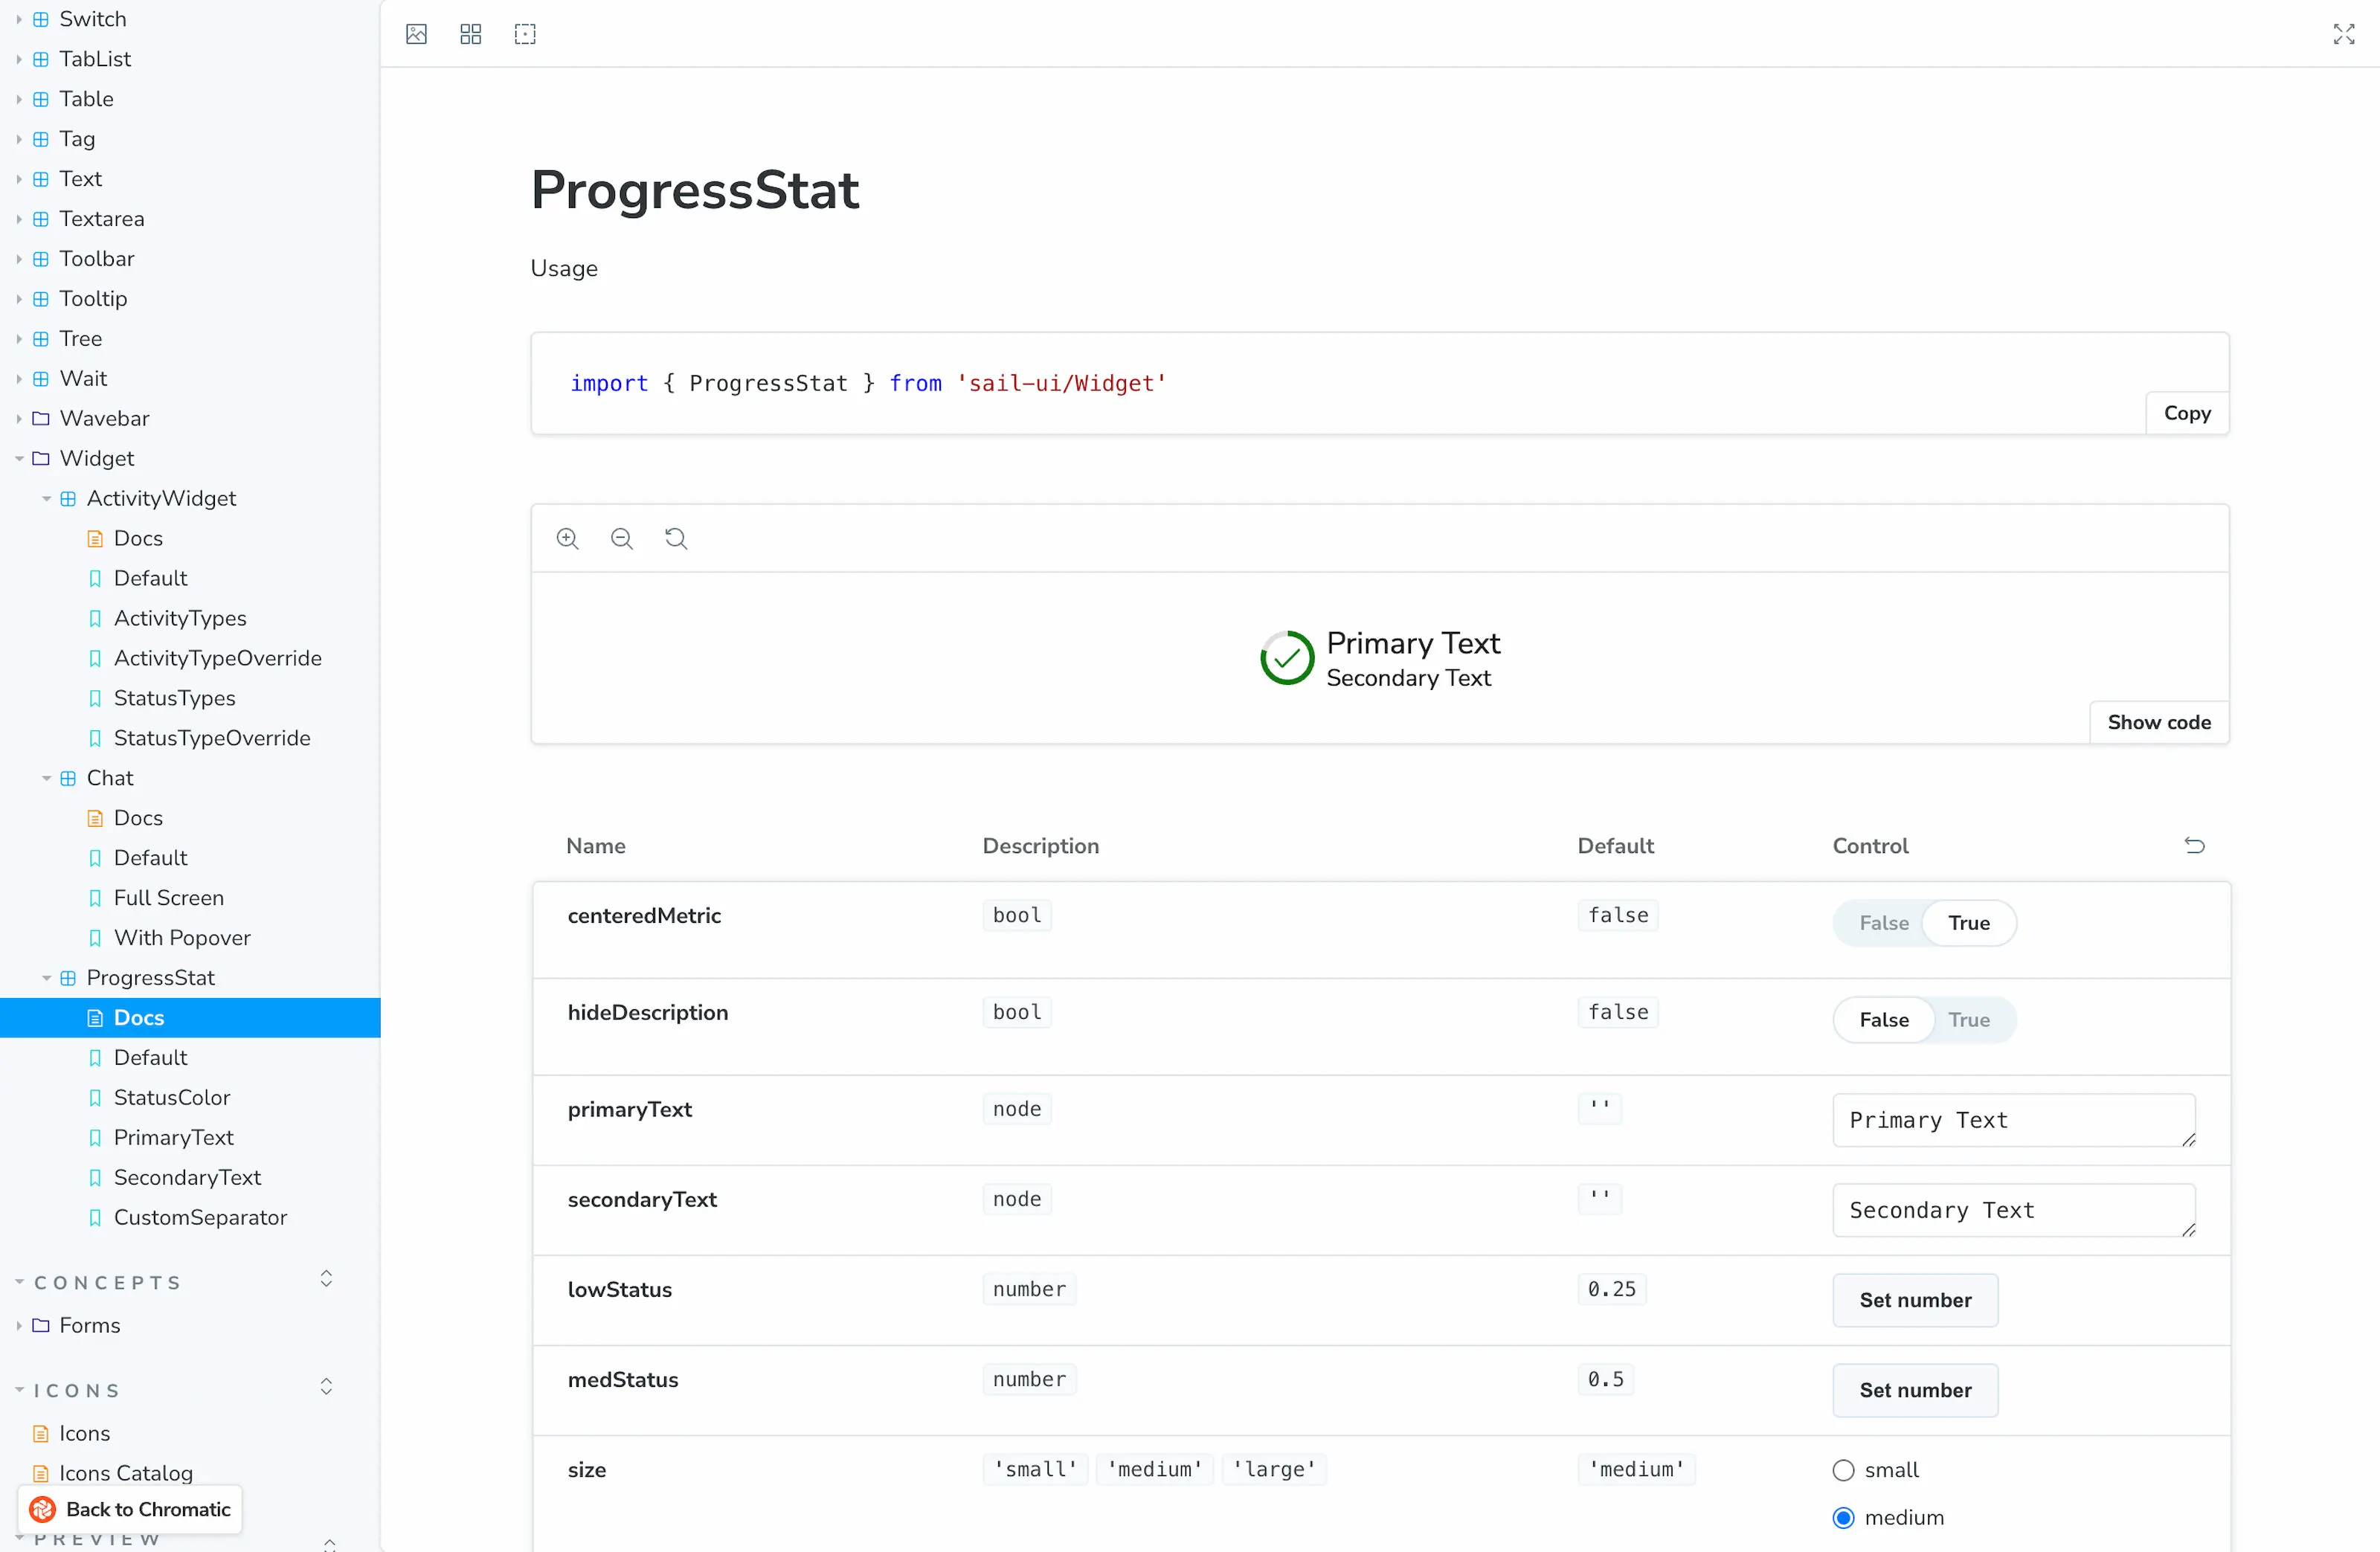 Switch
TabList
Table
Tag
Text
Textarea
Toolbar
Tooltip
Tree
Wait
Wavebar
Widget
ActivityWidget
Docs
Default
ActivityTypes
ActivityTypeOverride
StatusTypes
StatusTypeOverride
Chat
Docs
Default
Full Screen
With Popover
ProgressStat
Docs
Default
StatusColor
PrimaryText
SecondaryText
CustomSeparator
CONCEPTS
Forms
ICONS
Icons
Icons Catalog
Back to Chromatic
PREVIEW
ProgressStat
Usage
import { ProgressStat } from 'sail-ui/Widget'
Copy
Primary Text
Secondary Text
Show code
Name Description Default Control
centeredMetric bool false False True
hideDescription bool false False True
primaryText node '' Primary Text
secondaryText node '' Secondary Text
lowStatus number 0.25 Set number
medStatus number 0.5 Set number
size 'small' 'medium' 'large' 'medium' small
medium